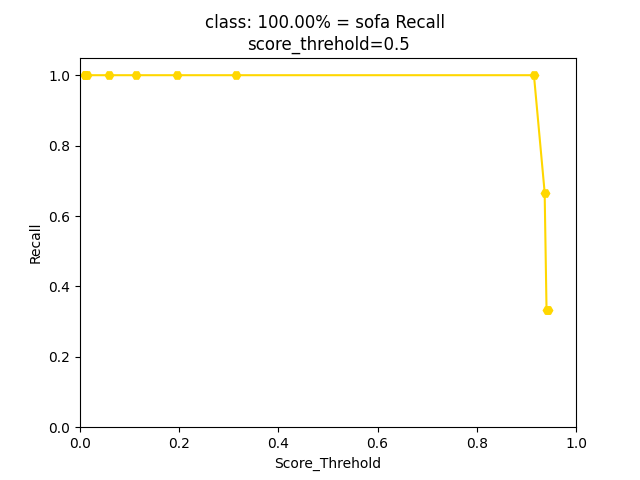 class: 100.00% = sofa Recall
score_threhold=0.5
1.0
0.8
0.6
0.4
0.2
0.0
Recall
0.0 0.2 0.4 0.6 0.8 1.0
Score_Threhold